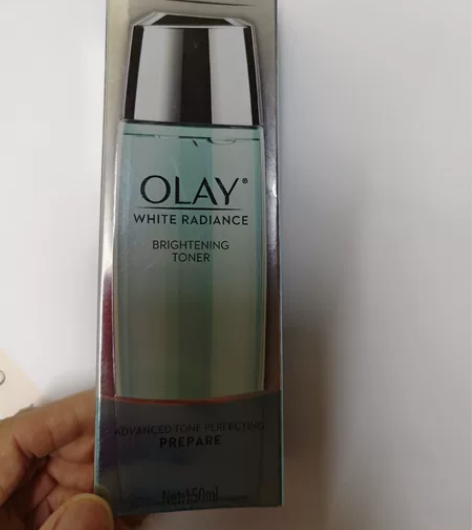 OLAY®
WHITE RADIANCE
BRIGHTENING
TONER
ADVANCED TONE PERFECTING
PREPARE
Net:150ml